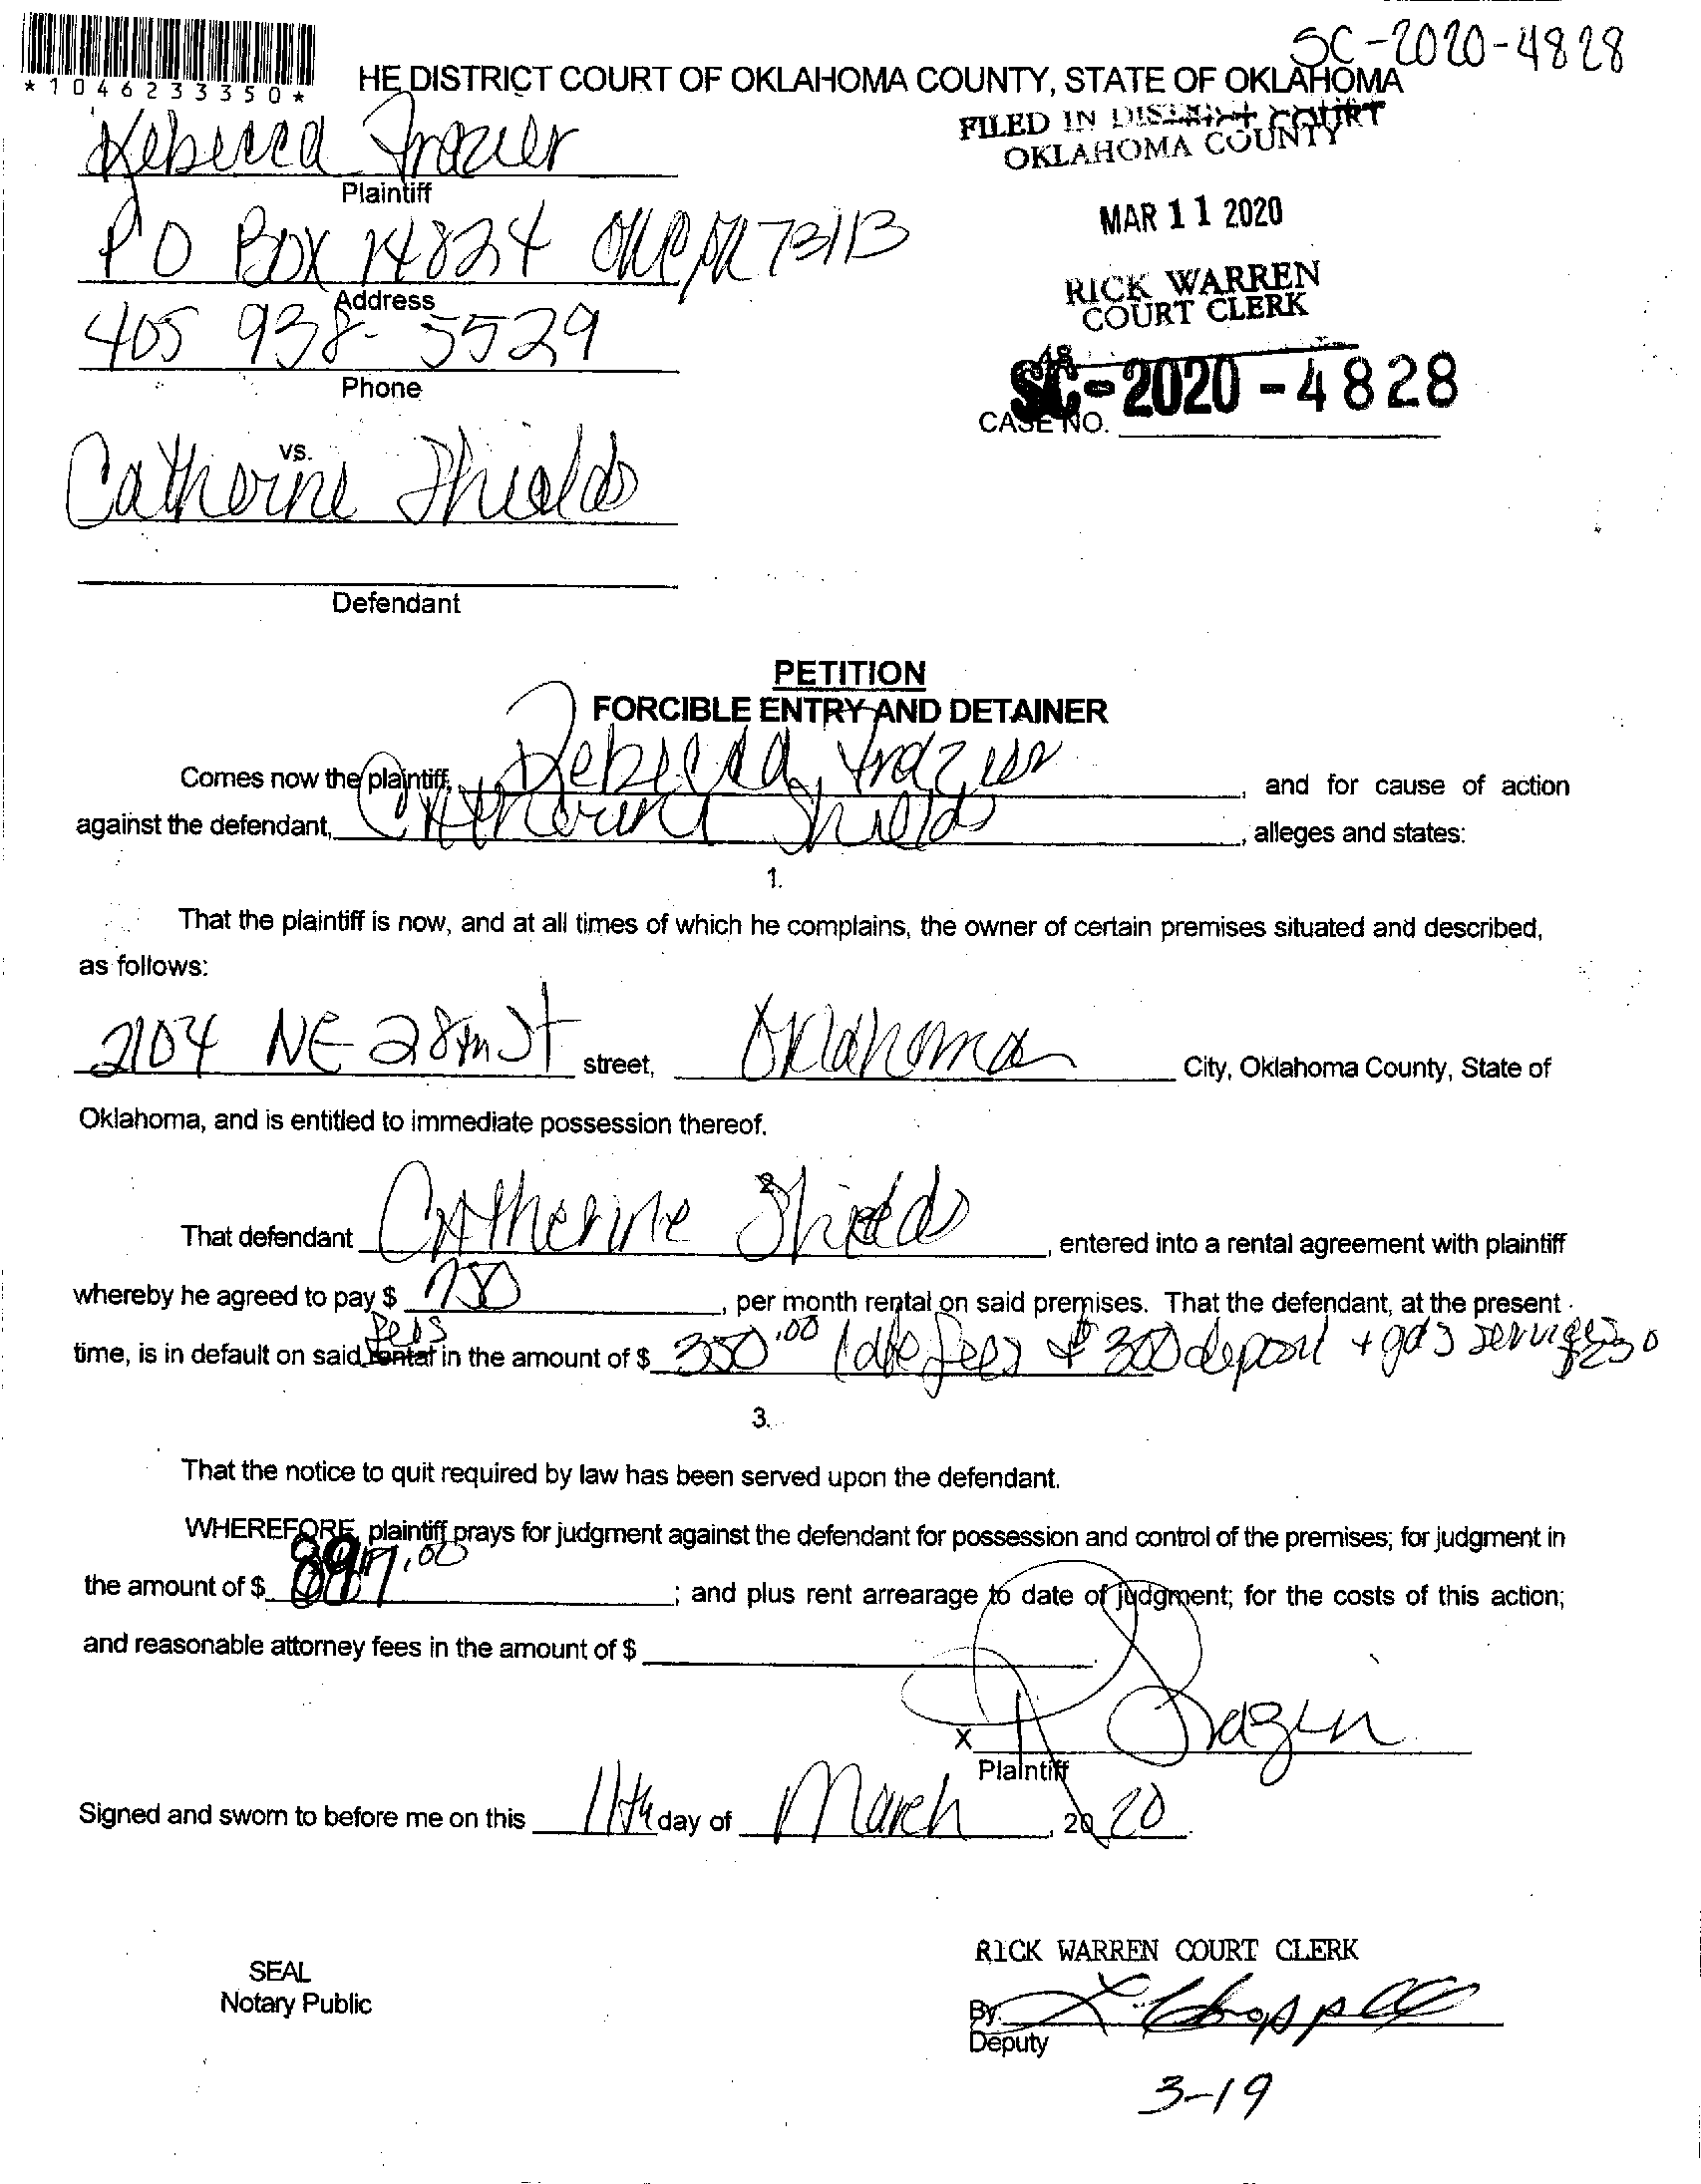 SC-2020-4828
*1046233350*
HE DISTRICT COURT OF OKLAHOMA COUNTY, STATE OF OKLAHOMA
FILED IN DISTRICT COURT
OKLAHOMA COUNTY
Rebecca Frazier
Plaintiff
MAR 11 2020
PO BOX 14824 OKC OK 73113
Address
RICK WARREN
COURT CLERK
405 938-5529
Phone
48
SC-2020-4828
CASE NO.
vs.
Catherine Shields
Defendant
PETITION
FORCIBLE ENTRY AND DETAINER
Comes now the plaintiff, Rebecca Frazier, and for cause of action
against the defendant, Catherine Shields, alleges and states:
1.
That the plaintiff is now, and at all times of which he complains, the owner of certain premises situated and described,
as follows:
2104 NE 28th St street, Oklahoma City, Oklahoma County, State of
Oklahoma, and is entitled to immediate possession thereof.
2
That defendant Catherine Shields, entered into a rental agreement with plaintiff
whereby he agreed to pay $ 750, per month rental on said premises. That the defendant, at the present
fees
time, is in default on said rental in the amount of $ 350.00 late fees $300 deposit + gas services $250
3.
That the notice to quit required by law has been served upon the defendant.
WHEREFORE, plaintiff prays for judgment against the defendant for possession and control of the premises; for judgment in
the amount of $ 897.00; and plus rent arrearage to date of judgment; for the costs of this action;
and reasonable attorney fees in the amount of $
X R Frazier
Plaintiff
Signed and sworn to before me on this 11th day of March, 2020.
RICK WARREN COURT CLERK
SEAL
Notary Public
By: L. Chappell
Deputy
3-19